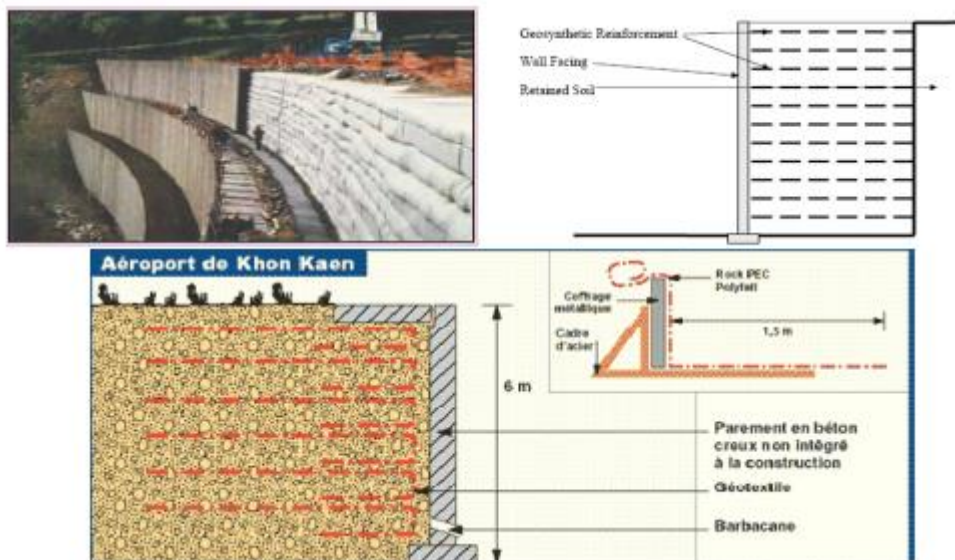 Geosynthetic Reinforcement
Wall Facing
Retained Soil
Aéroport de Khon Kaen
Rock PEC
Polyfelt
Coffrage
métallique
1,5 m
Cadre
d'acier
6 m
Parement en béton
creux non intégré
à la construction
Géotextile
Barbacane